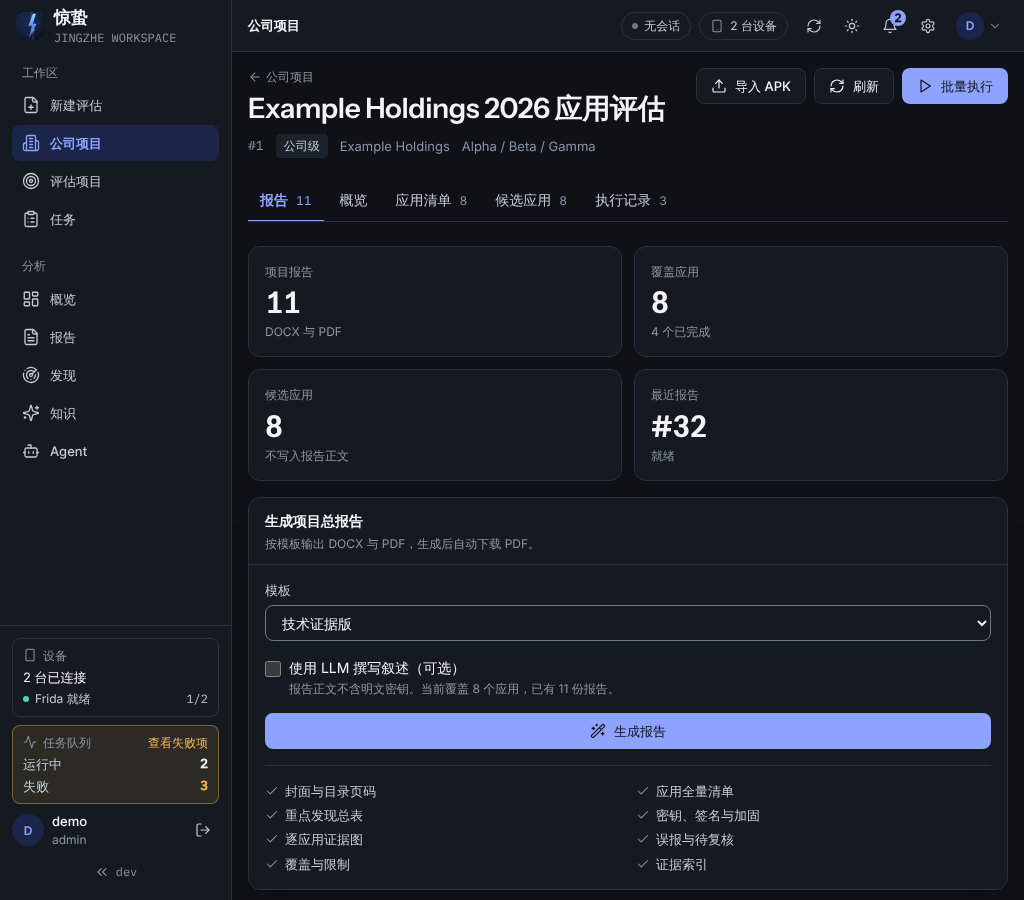 惊蛰
JINGZHE WORKSPACE
工作区
新建评估
公司项目
评估项目
任务
分析
概览
报告
发现
知识
Agent
设备
2 台已连接
Frida 就绪 1/2
任务队列 查看失败项
运行中 2
失败 3
D demo
admin
dev
公司项目
无会话
2 台设备
2
D
公司项目
Example Holdings 2026 应用评估
导入 APK
刷新
批量执行
#1 公司级 Example Holdings Alpha / Beta / Gamma
报告 11 概览 应用清单 8 候选应用 8 执行记录 3
项目报告
11
DOCX 与 PDF
覆盖应用
8
4 个已完成
候选应用
8
不写入报告正文
最近报告
#32
就绪
生成项目总报告
按模板输出 DOCX 与 PDF，生成后自动下载 PDF。
模板
技术证据版
使用 LLM 撰写叙述（可选）
报告正文不含明文密钥。当前覆盖 8 个应用，已有 11 份报告。
生成报告
封面与目录页码 应用全量清单
重点发现总表 密钥、签名与加固
逐应用证据图 误报与待复核
覆盖与限制 证据索引